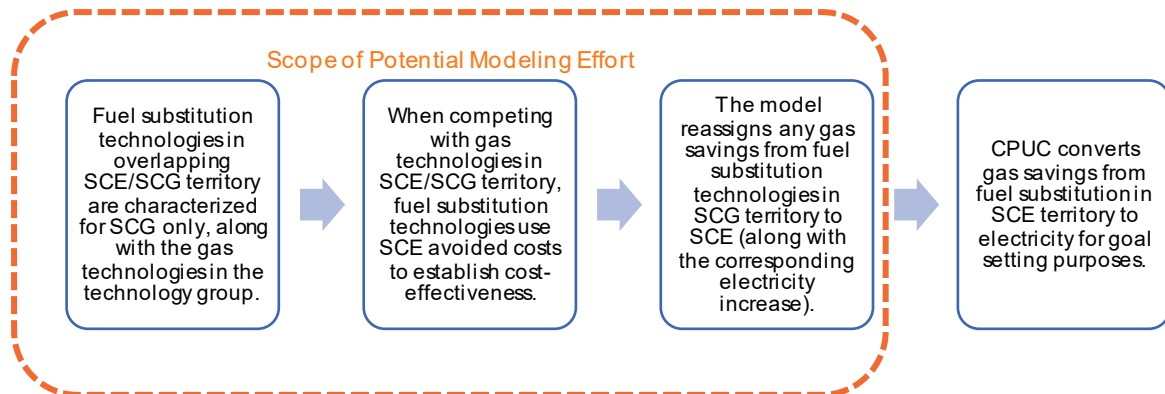 Scope of Potential Modeling Effort
Fuel substitution
technologies in
overlapping
SCE/SCG territory
are characterized
for SCG only, along
with the gas
technologies in the
technology group.
When competing
with gas
technologies in
SCE/SCG territory,
fuel substitution
technologies use
SCE avoided costs
to establish cost-
effectiveness.
The model
reassigns any gas
savings from fuel
substitution
technologies in
SCG territory to
SCE (along with
the corresponding
electricity
increase).
CPUC converts
gas savings from
fuel substitution in
SCE territory to
electricity for goal
setting purposes.